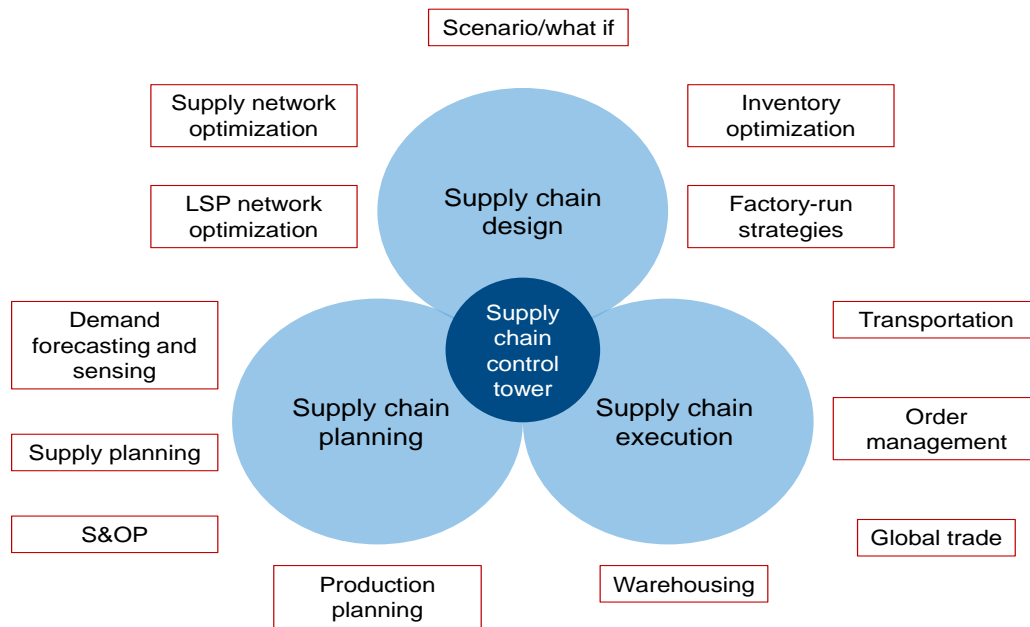 Scenario/what if
Supply network
optimization
Inventory
optimization
LSP network
optimization
Supply chain
design
Factory-run
strategies
Demand
forecasting and
sensing
Supply
chain
control
tower
Transportation
Supply chain
planning
Supply chain
execution
Supply planning
Order
management
S&OP
Global trade
Production
planning
Warehousing